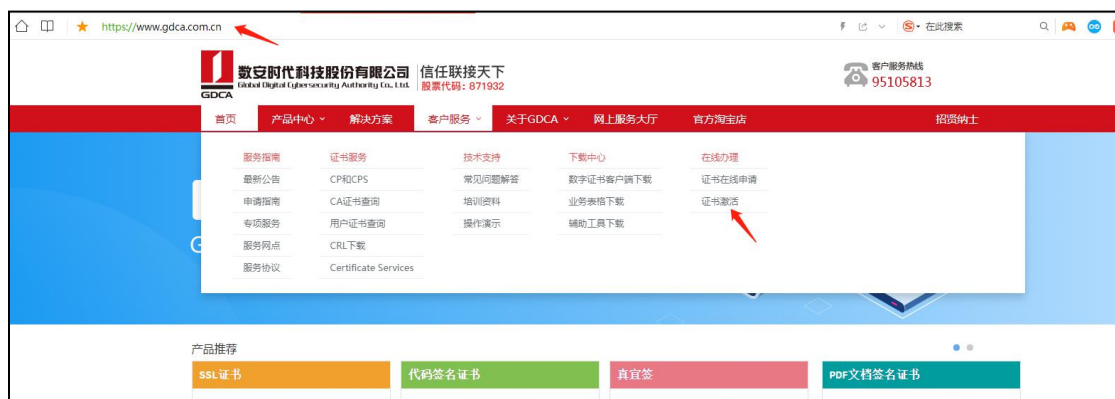 https://www.gdca.com.cn
在此搜索
GDCA
数安时代科技股份有限公司
Global Digital Cybersecurity Authority Co., Ltd.
信任联接天下
股票代码: 871932
客户服务热线
95105813
首页 产品中心 解决方案 客户服务 关于GDCA 网上服务大厅 官方淘宝店 招贤纳士
服务指南 证书服务 技术支持 下载中心 在线办理
最新公告 CP和CPS 常见问题解答 数字证书客户端下载 证书在线申请
申请指南 CA证书查询 培训资料 业务表格下载 证书激活
专项服务 用户证书查询 操作演示 辅助工具下载
服务网点 CRL下载
服务协议 Certificate Services
产品推荐
SSL证书 代码签名证书 真宜签 PDF文档签名证书